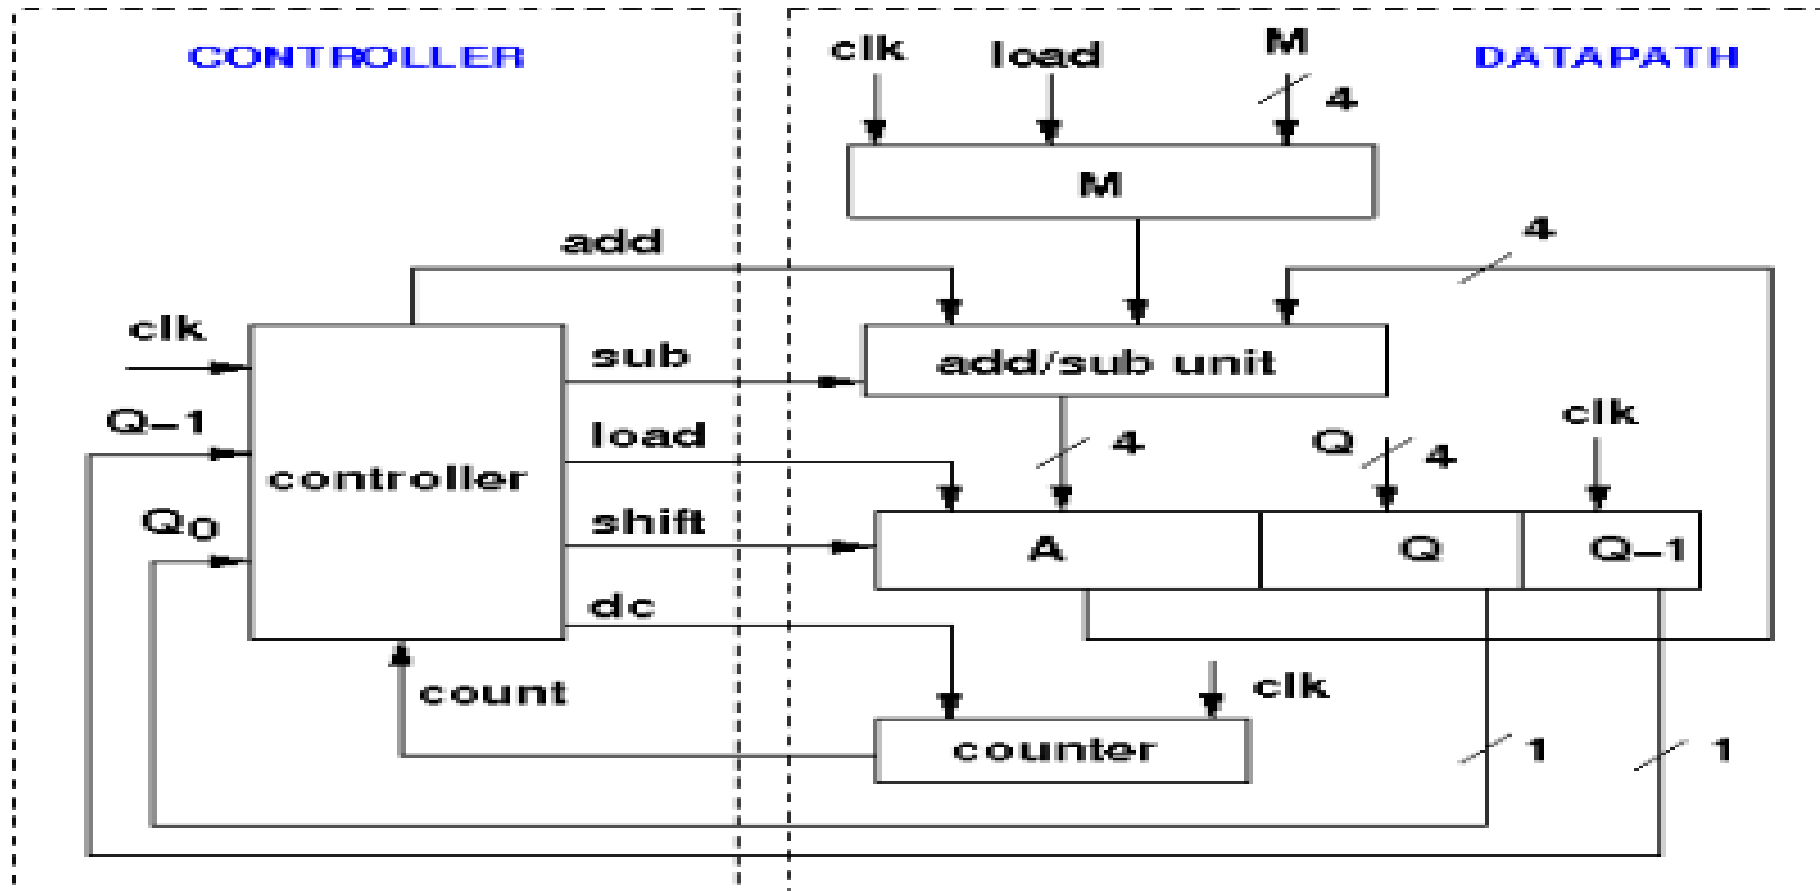 CONTROLLER
DATAPATH
clk
load
M
4
M
add
4
clk
sub
add/sub unit
Q–1
load
4
Q
4
clk
controller
Q0
shift
A
Q
Q–1
dc
count
clk
counter
1
1